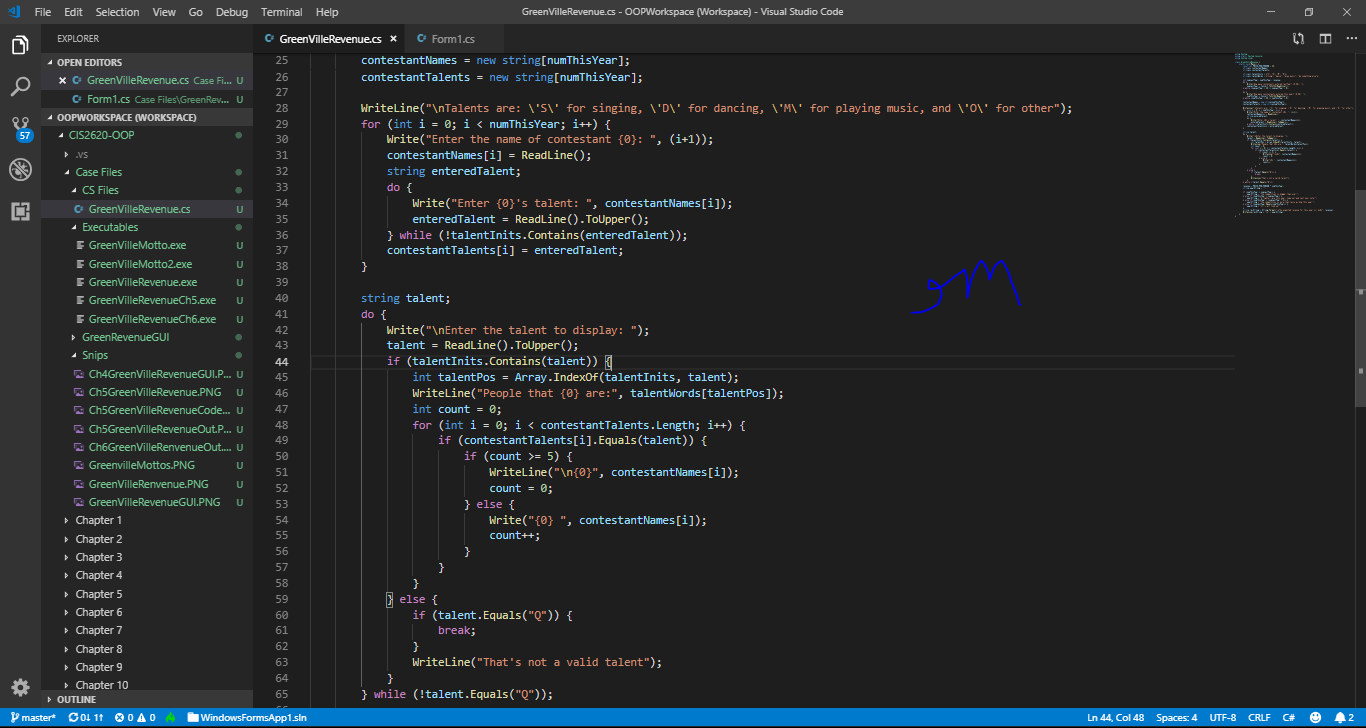 File Edit Selection View Go Debug Terminal Help GreenVilleRevenue.cs - OOPWorkspace (Workspace) - Visual Studio Code
EXPLORER
OPEN EDITORS
GreenVilleRevenue.cs Case Fi... U
Form1.cs Case Files\GreenRev... U
OOPWORKSPACE (WORKSPACE)
CIS2620-OOP
.vs
Case Files
CS Files
GreenVilleRevenue.cs U
Executables
GreenVilleMotto.exe U
GreenVilleMotto2.exe U
GreenVilleRevenue.exe U
GreenVilleRevenueCh5.exe U
GreenVilleRevenueCh6.exe U
GreenRevenueGUI
Snips
Ch4GreenVilleRevenueGUI.P... U
Ch5GreenVilleRevenue.PNG U
Ch5GreenVilleRevenueCode... U
Ch5GreenVilleRevenueOut.P... U
Ch6GreenVilleRenvenueOut.... U
GreenvilleMottos.PNG U
GreenVilleRenvenue.PNG U
GreenVilleRevenueGUI.PNG U
Chapter 1
Chapter 2
Chapter 3
Chapter 4
Chapter 5
Chapter 6
Chapter 7
Chapter 8
Chapter 9
Chapter 10
OUTLINE
57
GreenVilleRevenue.cs Form1.cs
25 contestantNames = new string[numThisYear];
26 contestantTalents = new string[numThisYear];
27
28 WriteLine("\nTalents are: \'S\' for singing, \'D\' for dancing, \'M\' for playing music, and \'O\' for other");
29 for (int i = 0; i < numThisYear; i++) {
30 Write("Enter the name of contestant {0}: ", (i+1));
31 contestantNames[i] = ReadLine();
32 string enteredTalent;
33 do {
34 Write("Enter {0}'s talent: ", contestantNames[i]);
35 enteredTalent = ReadLine().ToUpper();
36 } while (!talentInits.Contains(enteredTalent));
37 contestantTalents[i] = enteredTalent;
38 }
39
40 string talent;
41 do {
42 Write("\nEnter the talent to display: ");
43 talent = ReadLine().ToUpper();
44 if (talentInits.Contains(talent)) {
45 int talentPos = Array.IndexOf(talentInits, talent);
46 WriteLine("People that {0} are:", talentWords[talentPos]);
47 int count = 0;
48 for (int i = 0; i < contestantTalents.Length; i++) {
49 if (contestantTalents[i].Equals(talent)) {
50 if (count >= 5) {
51 WriteLine("\n{0}", contestantNames[i]);
52 count = 0;
53 } else {
54 Write("{0} ", contestantNames[i]);
55 count++;
56 }
57 }
58 }
59 } else {
60 if (talent.Equals("Q")) {
61 break;
62 }
63 WriteLine("That's not a valid talent");
64 }
65 } while (!talent.Equals("Q"));
master* 0↓ 1↑ 0 0 WindowsFormsApp1.sln Ln 44, Col 48 Spaces: 4 UTF-8 CRLF C# 2